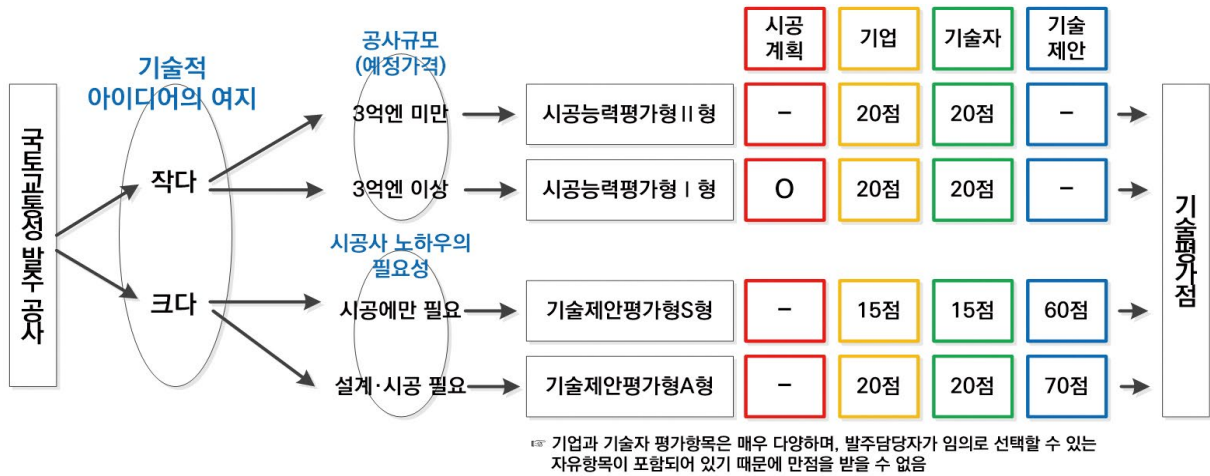 국토교통성 발주 공사
기술적
아이디어의 여지
작다
크다
공사규모
(예정가격)
3억엔 미만
3억엔 이상
시공사 노하우의
필요성
시공에만 필요
설계·시공 필요
시공
계획
기업
기술자
기술
제안
시공능력평가형Ⅱ형
–
20점
20점
–
시공능력평가형Ⅰ형
O
20점
20점
–
기술제안평가형S형
–
15점
15점
60점
기술제안평가형A형
–
20점
20점
70점
기술평가점
☞ 기업과 기술자 평가항목은 매우 다양하며, 발주담당자가 임의로 선택할 수 있는
자유항목이 포함되어 있기 때문에 만점을 받을 수 없음